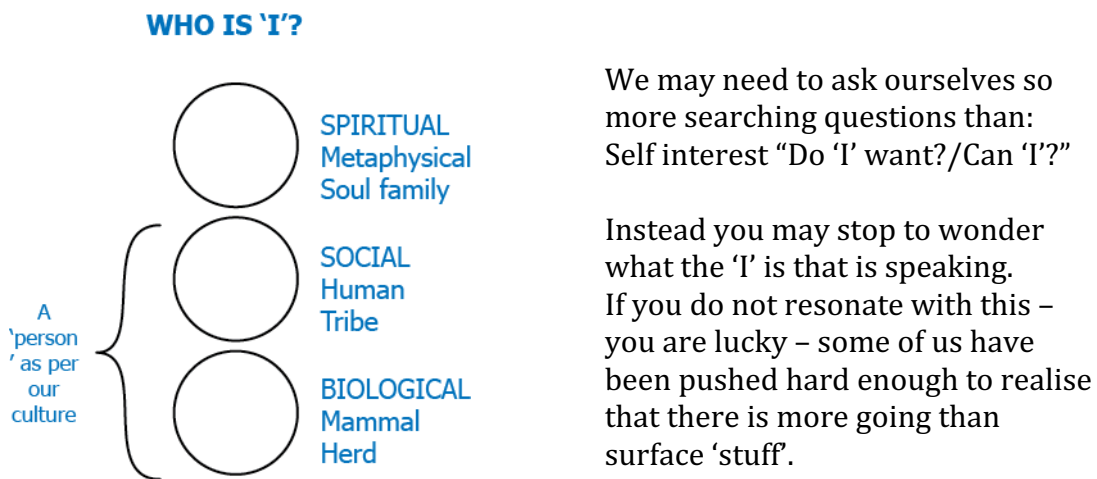 WHO IS ‘I’?
SPIRITUAL
Metaphysical
Soul family
SOCIAL
Human
Tribe
BIOLOGICAL
Mammal
Herd
A
‘person
’ as per
our
culture
We may need to ask ourselves so
more searching questions than:
Self interest “Do ‘I’ want?/Can ‘I’?”
Instead you may stop to wonder
what the ‘I’ is that is speaking.
If you do not resonate with this –
you are lucky – some of us have
been pushed hard enough to realise
that there is more going than
surface ‘stuff’.